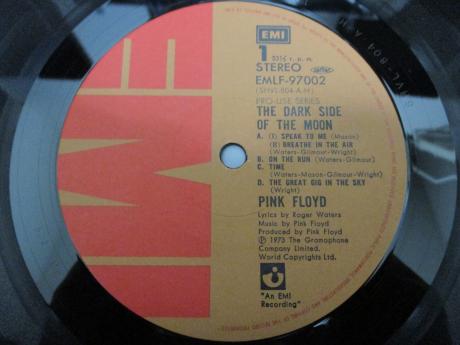 EMI
1
33⅓ r.p.m.
STEREO
EMLF-97002
(SHVL-804-A-M)
PRO-USE SERIES
THE DARK SIDE
OF THE MOON
A. (I) SPEAK TO ME (Mason)
(II) BREATHE IN THE AIR
(Waters-Gilmour-Wright)
B. ON THE RUN (Waters-Gilmour)
C. TIME
(Waters-Mason-Gilmour-Wright)
D. THE GREAT GIG IN THE SKY
(Wright)
PINK FLOYD
Lyrics by Roger Waters
Music by Pink Floyd
Produced by Pink Floyd
Ⓟ 1973 The Gramophone
Company Limited.
World Copyrights Ltd.
"An EMI
Recording"
EMI